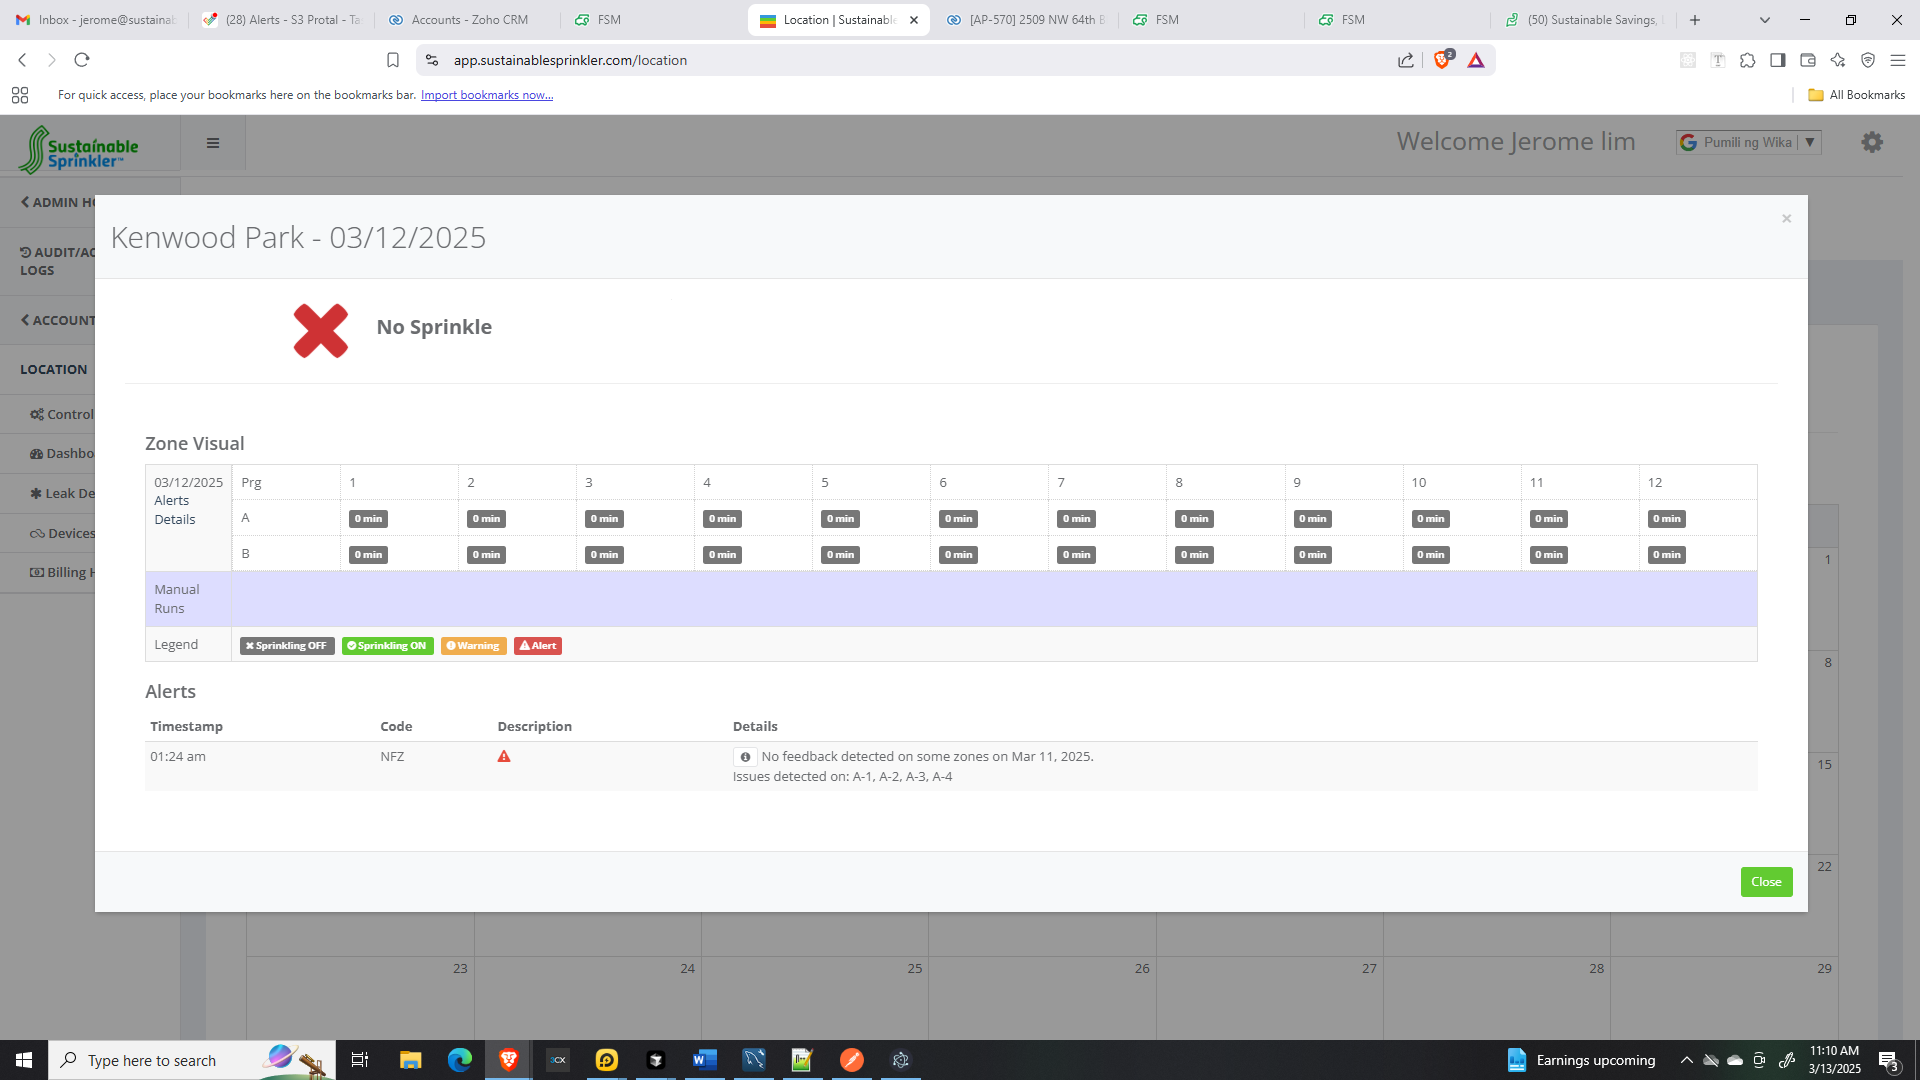 Inbox - jerome@sustainab
(28) Alerts - S3 Protal - Ta
Accounts - Zoho CRM
FSM
Location | Sustainable
[AP-570] 2509 NW 64th B
FSM
FSM
(50) Sustainable Savings,
app.sustainablesprinkler.com/location
2
For quick access, place your bookmarks here on the bookmarks bar. Import bookmarks now...
All Bookmarks
Sustainable
Sprinkler™
Welcome Jerome lim
Pumili ng Wika ▼
ADMIN HO
AUDIT/AC
LOGS
ACCOUNT
LOCATION
Control
Dashbo
Leak De
Devices
Billing H
Kenwood Park - 03/12/2025
×
No Sprinkle
Zone Visual
03/12/2025 Prg 1 2 3 4 5 6 7 8 9 10 11 12
Alerts
Details
A 0 min 0 min 0 min 0 min 0 min 0 min 0 min 0 min 0 min 0 min 0 min 0 min
B 0 min 0 min 0 min 0 min 0 min 0 min 0 min 0 min 0 min 0 min 0 min 0 min
Manual
Runs
Legend Sprinkling OFF Sprinkling ON Warning Alert
Alerts
Timestamp Code Description Details
01:24 am NFZ No feedback detected on some zones on Mar 11, 2025.
Issues detected on: A-1, A-2, A-3, A-4
Close
1
8
15
22
23 24 25 26 27 28 29
Type here to search
3CX
Earnings upcoming
11:10 AM
3/13/2025
3